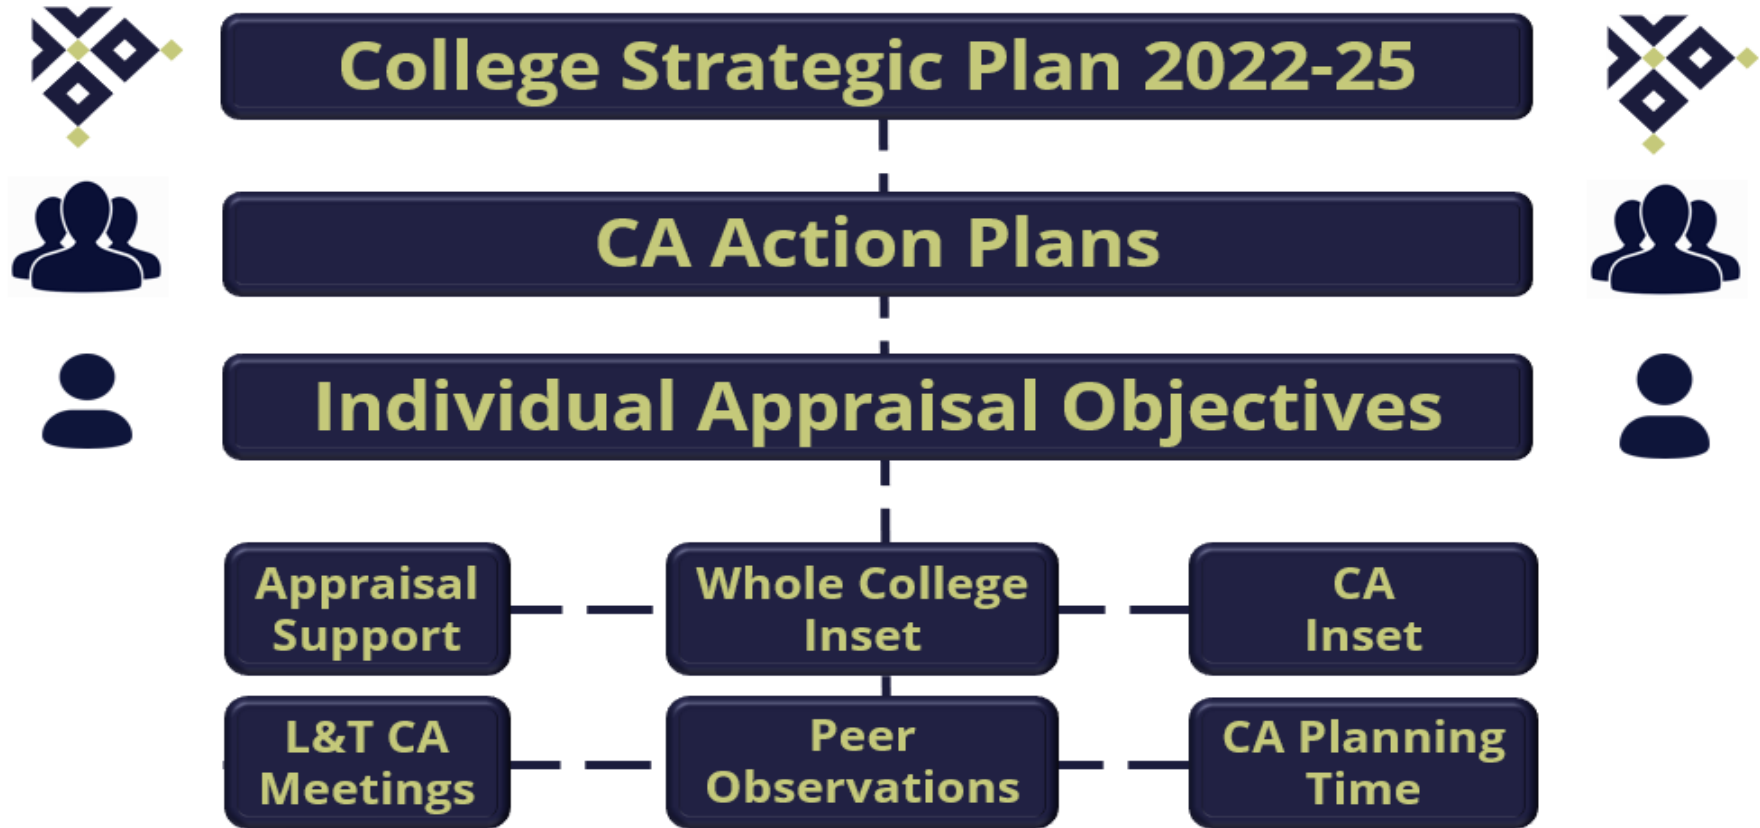 College Strategic Plan 2022-25
CA Action Plans
Individual Appraisal Objectives
Appraisal
Support
Whole College
Inset
CA
Inset
L&T CA
Meetings
Peer
Observations
CA Planning
Time